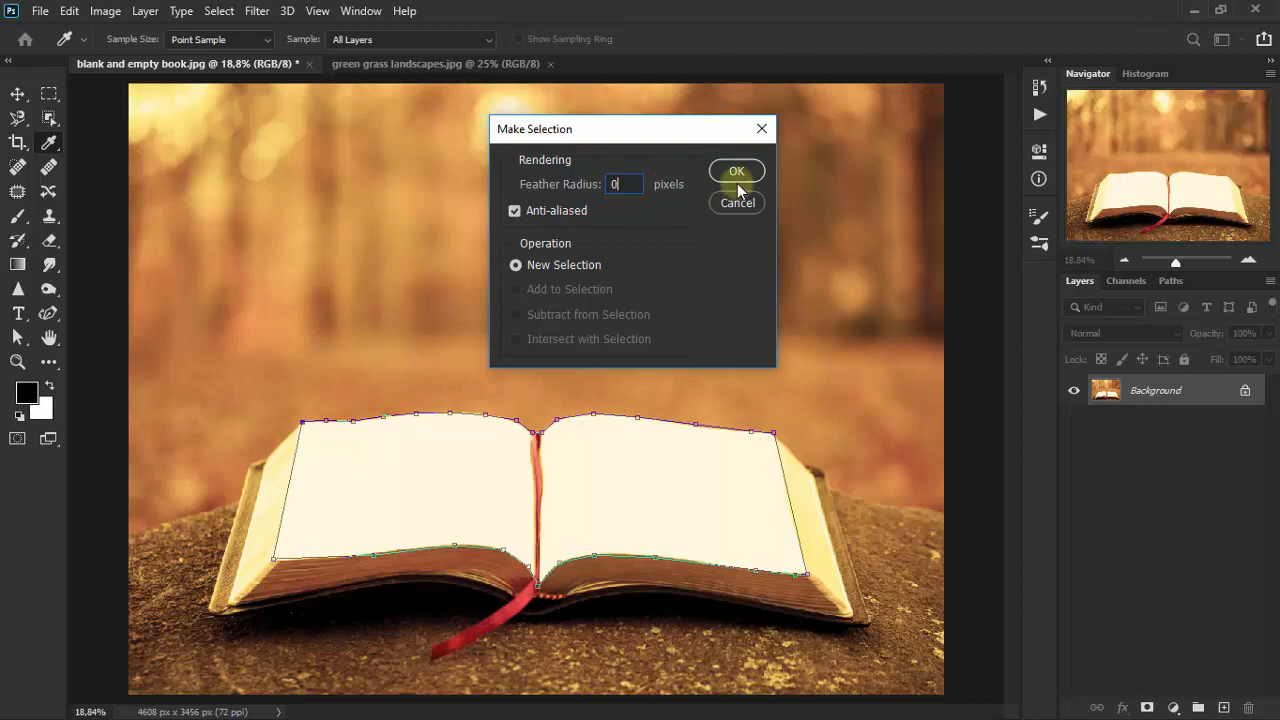 Ps File Edit Image Layer Type Select Filter 3D View Window Help
Sample Size: Point Sample Sample: All Layers Show Sampling Ring
blank and empty book.jpg @ 18,8% (RGB/8) * green grass landscapes.jpg @ 25% (RGB/8)
Navigator Histogram
Make Selection
Rendering
OK
Feather Radius: 0 pixels
Cancel
Anti-aliased
Operation
New Selection
18,84%
Add to Selection
Layers Channels Paths
Subtract from Selection
Kind
Intersect with Selection
Normal Opacity: 100%
Lock: Fill: 100%
Background
18,84% 4608 px x 3456 px (72 ppi)